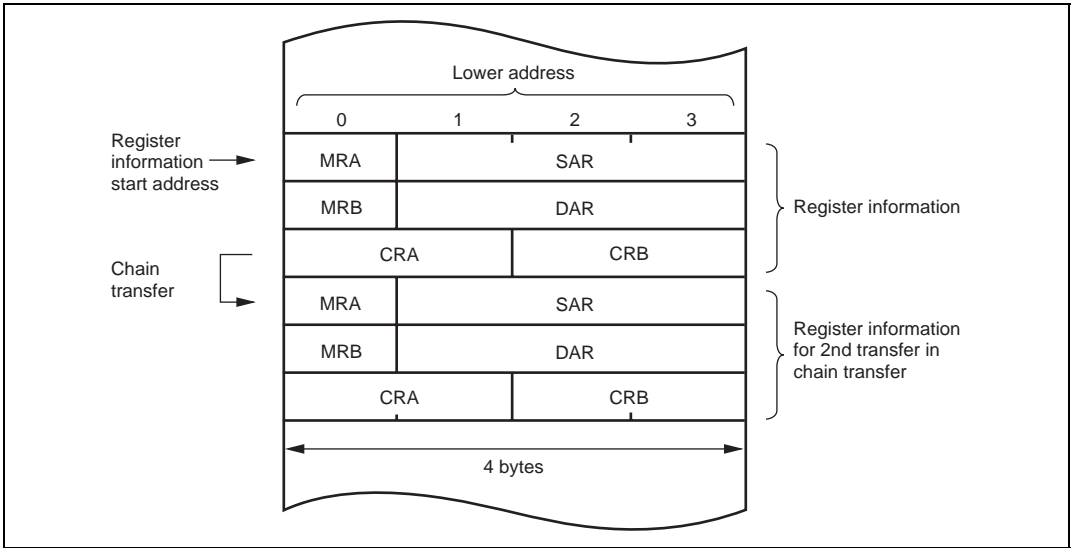 Lower address
0 1 2 3
Register
information
start address
MRA SAR
MRB DAR
Register information
CRA CRB
Chain
transfer
MRA SAR
MRB DAR
Register information
for 2nd transfer in
chain transfer
CRA CRB
4 bytes